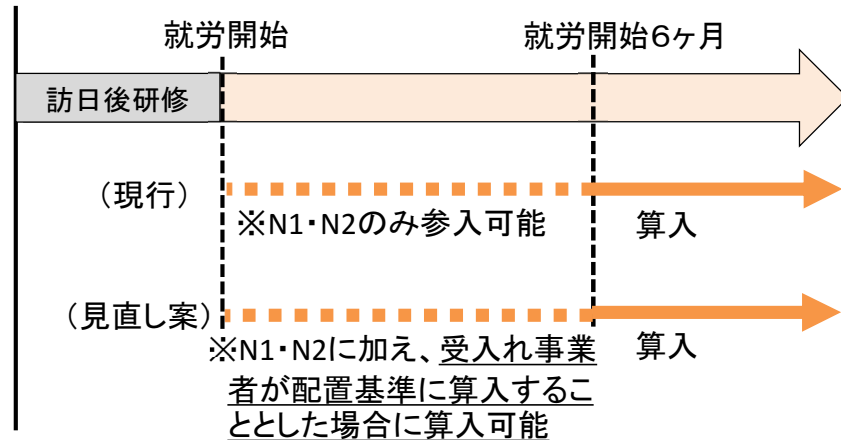 就労開始
就労開始6ヶ月
訪日後研修
(現行)
※N1・N2のみ参入可能
算入
(見直し案)
※N1・N2に加え、受入れ事業
者が配置基準に算入するこ
ととした場合に算入可能
算入